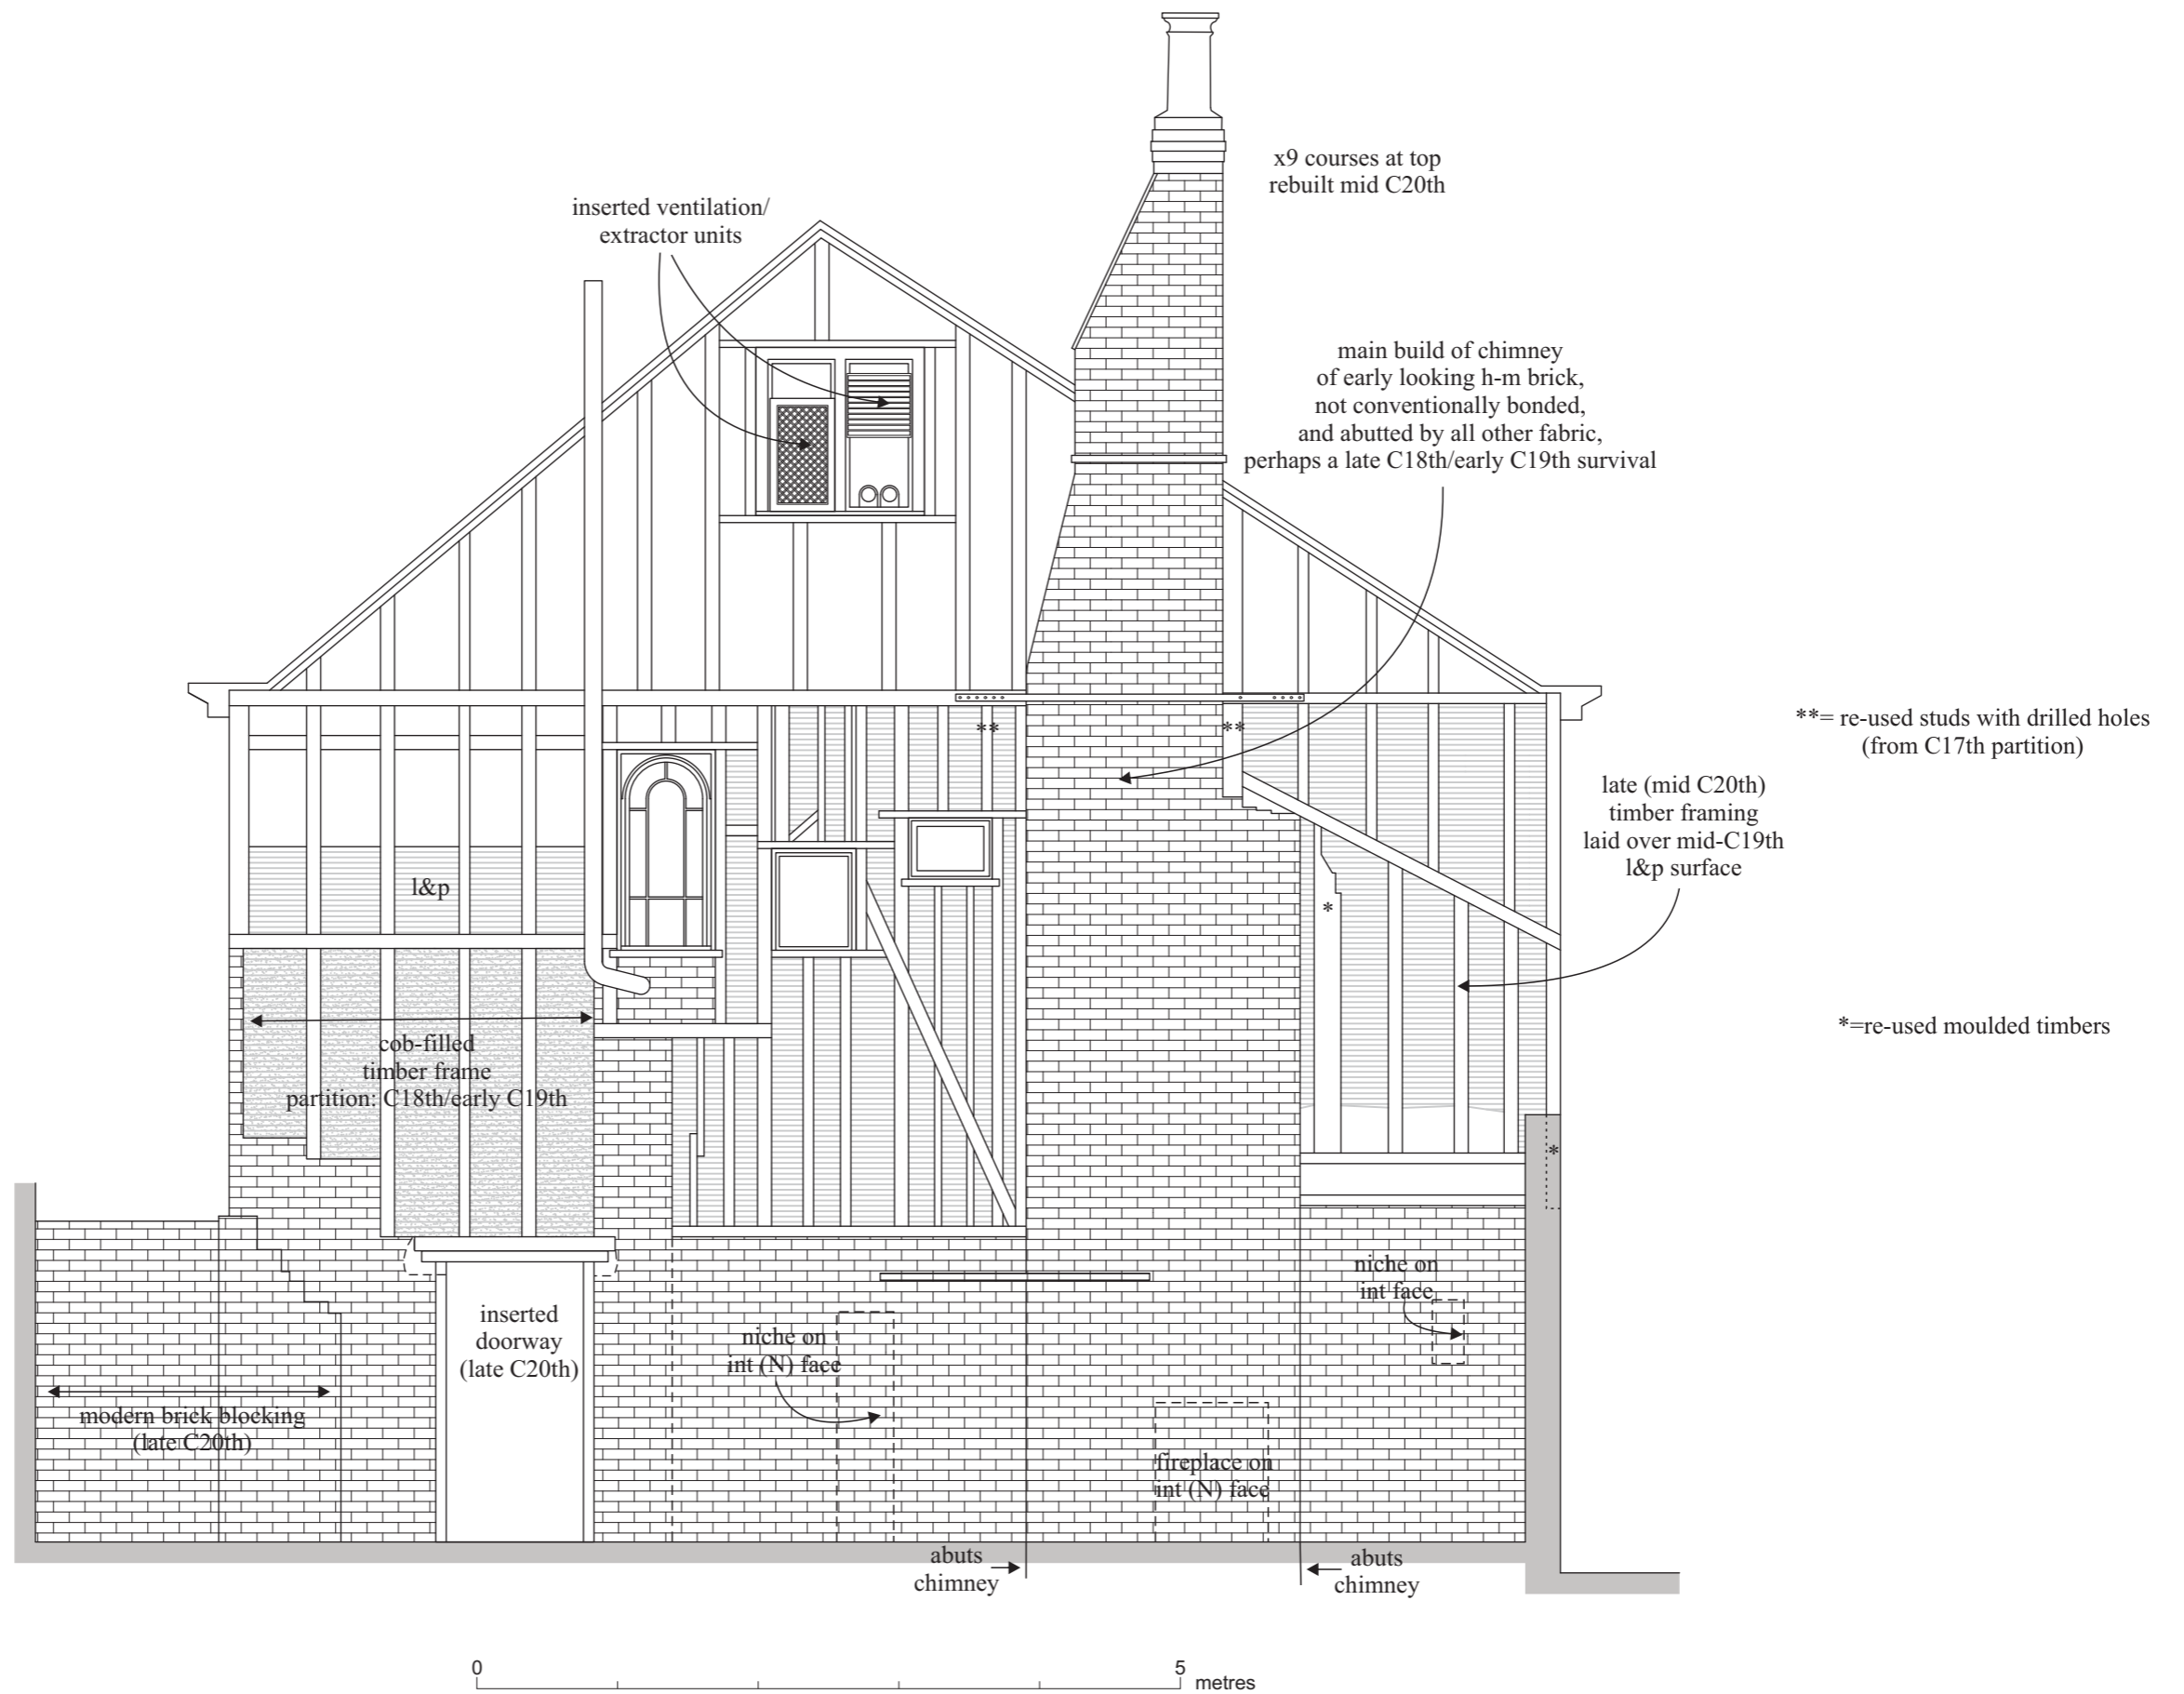 x9 courses at top
rebuilt mid C20th
inserted ventilation/
extractor units
main build of chimney
of early looking h-m brick,
not conventionally bonded,
and abutted by all other fabric,
perhaps a late C18th/early C19th survival
**
**
**= re-used studs with drilled holes
(from C17th partition)
late (mid C20th)
timber framing
laid over mid-C19th
l&p surface
l&p
*
*=re-used moulded timbers
cob-filled
timber frame
partition: C18th/early C19th
*
niche on
int face
inserted
doorway
(late C20th)
niche on
int (N) face
modern brick blocking
(late C20th)
fireplace on
int (N) face
abuts
chimney
abuts
chimney
0
5
metres